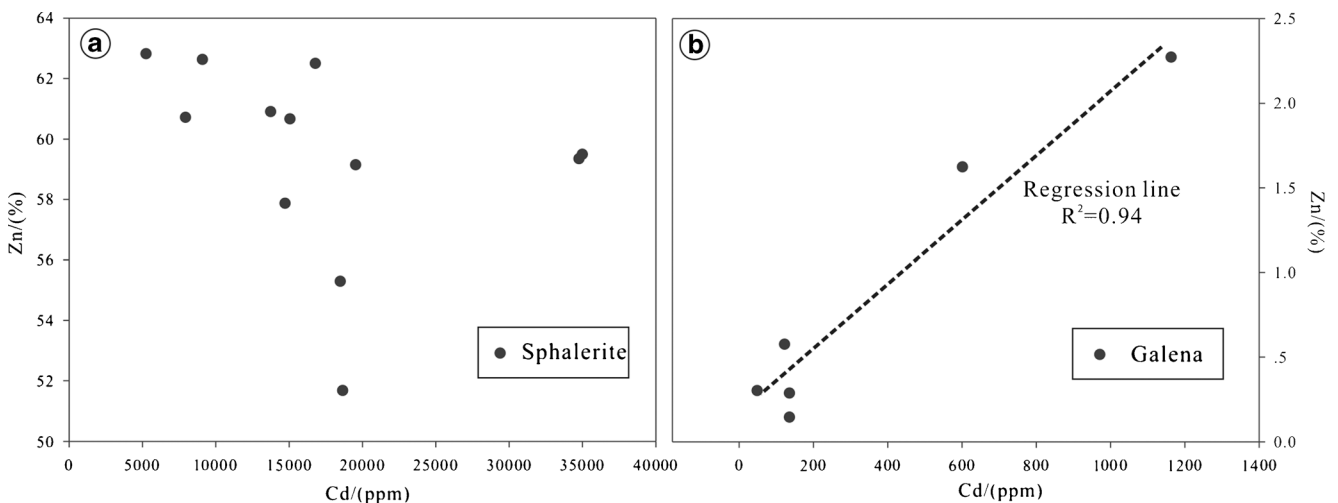 a
64
62
60
58
56
54
52
50
Zn/(%)
0 5000 10000 15000 20000 25000 30000 35000 40000
Cd/(ppm)
Sphalerite
b
2.5
2.0
1.5
1.0
.5
0.0
Zn/(%)
Regression line
R²=0.94
Galena
0 200 400 600 800 1000 1200 1400
Cd/(ppm)